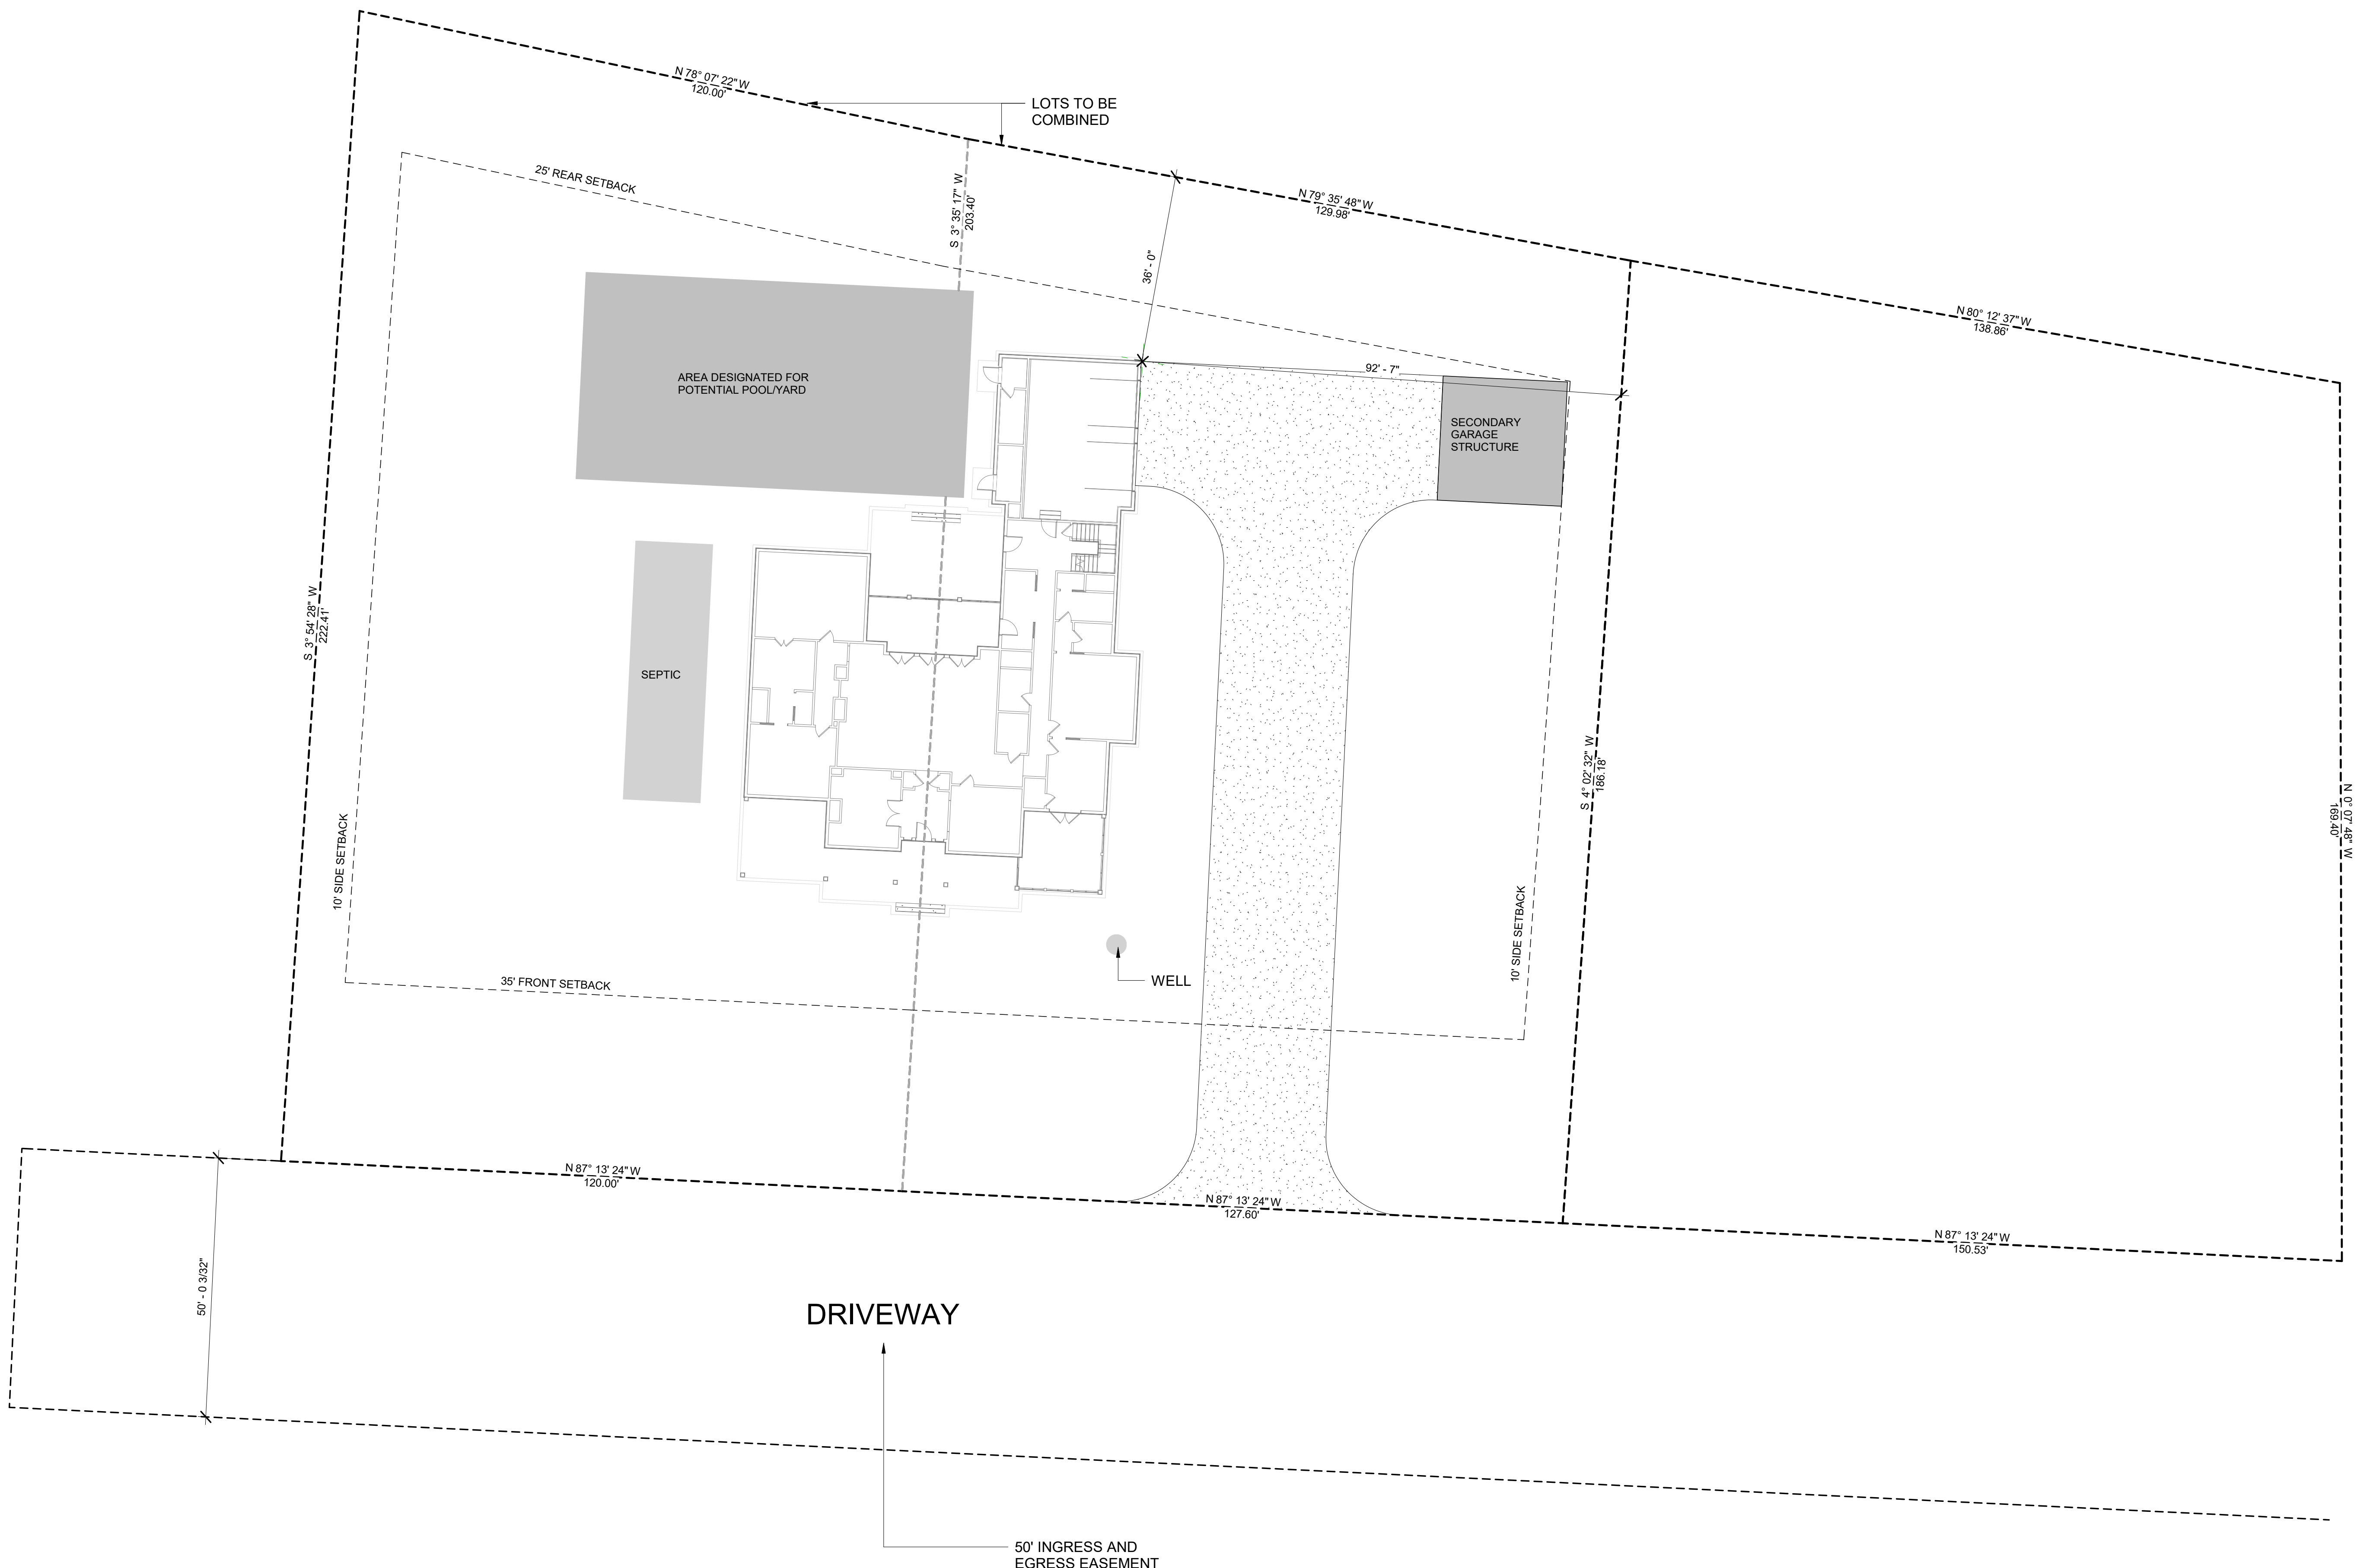 N 78° 07' 22" W
120.00'
LOTS TO BE
COMBINED
25' REAR SETBACK
S 3° 35' 17" W
203.40'
N 79° 35' 48" W
129.98'
36' - 0"
N 80° 12' 37" W
138.86'
AREA DESIGNATED FOR
POTENTIAL POOL/YARD
92' - 7"
SECONDARY
GARAGE
STRUCTURE
S 3° 54' 28" W
222.41'
SEPTIC
S 4° 02' 32" W
186.18'
N 0° 07' 48" W
169.40'
10' SIDE SETBACK
10' SIDE SETBACK
WELL
35' FRONT SETBACK
N 87° 13' 24" W
120.00'
N 87° 13' 24" W
127.60'
N 87° 13' 24" W
150.53'
50' - 0 3/32"
DRIVEWAY
50' INGRESS AND
EGRESS EASEMENT